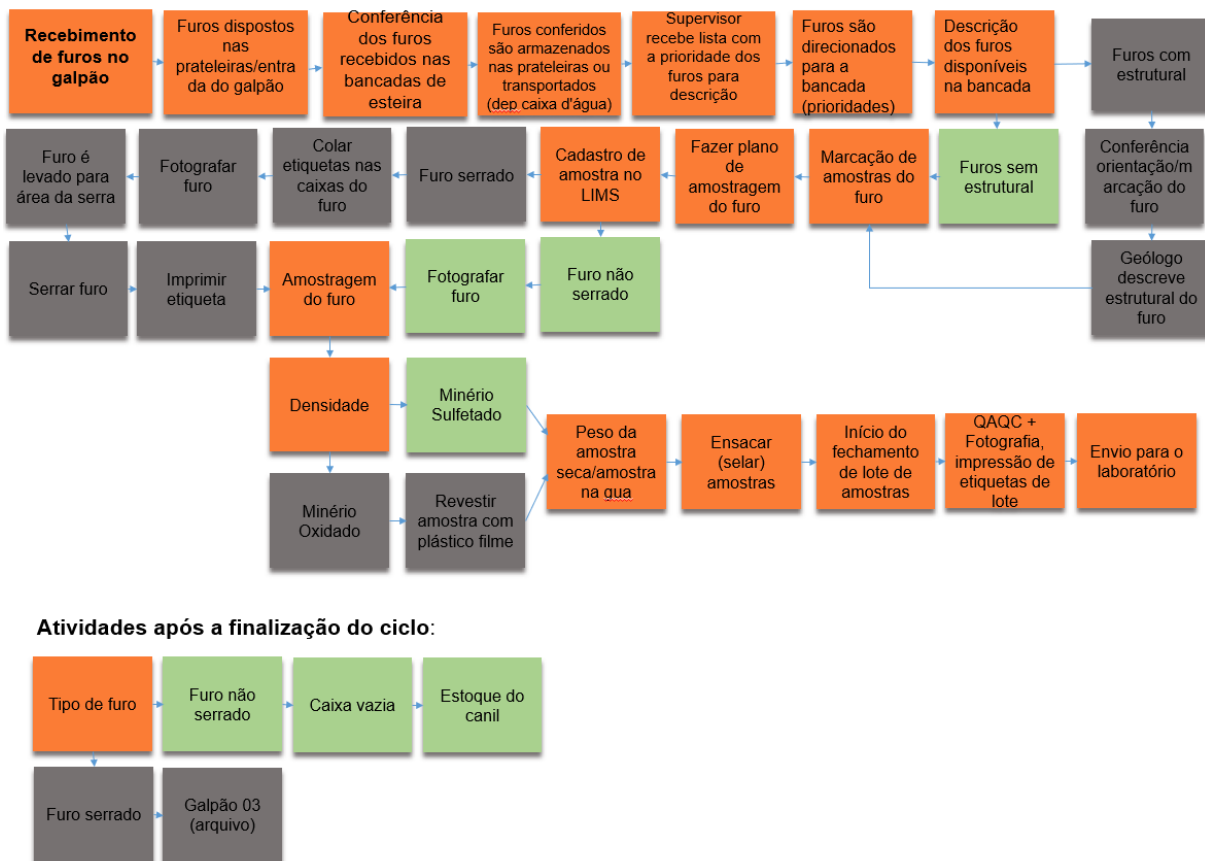 Recebimento
de furos no
galpão
Furos dispostos
nas
prateleiras/entra
da do galpão
Conferência
dos furos
recebidos nas
bancadas de
esteira
Furos conferidos
são armazenados
nas prateleiras ou
transportados
(dep caixa d'água)
Supervisor
recebe lista com
a prioridade dos
furos para
descrição
Furos são
direcionados
para a
bancada
(prioridades)
Descrição
dos furos
disponíveis
na bancada
Furos com
estrutural
Furo é
levado para
área da serra
Fotografar
furo
Colar
etiquetas nas
caixas do
furo
Furo serrado
Cadastro de
amostra no
LIMS
Fazer plano
de
amostragem
do furo
Marcação de
amostras do
furo
Furos sem
estrutural
Conferência
orientação/m
arcação do
furo
Serrar furo
Imprimir
etiqueta
Amostragem
do furo
Fotografar
furo
Furo não
serrado
Geólogo
descreve
estrutural do
furo
Densidade
Minério
Sulfetado
Peso da
amostra
seca/amostra
na gua
Ensacar
(selar)
amostras
Início do
fechamento
de lote de
amostras
QAQC +
Fotografia,
impressão de
etiquetas de
lote
Envio para o
laboratório
Minério
Oxidado
Revestir
amostra com
plástico filme
Atividades após a finalização do ciclo:
Tipo de furo
Furo não
serrado
Caixa vazia
Estoque do
canil
Furo serrado
Galpão 03
(arquivo)